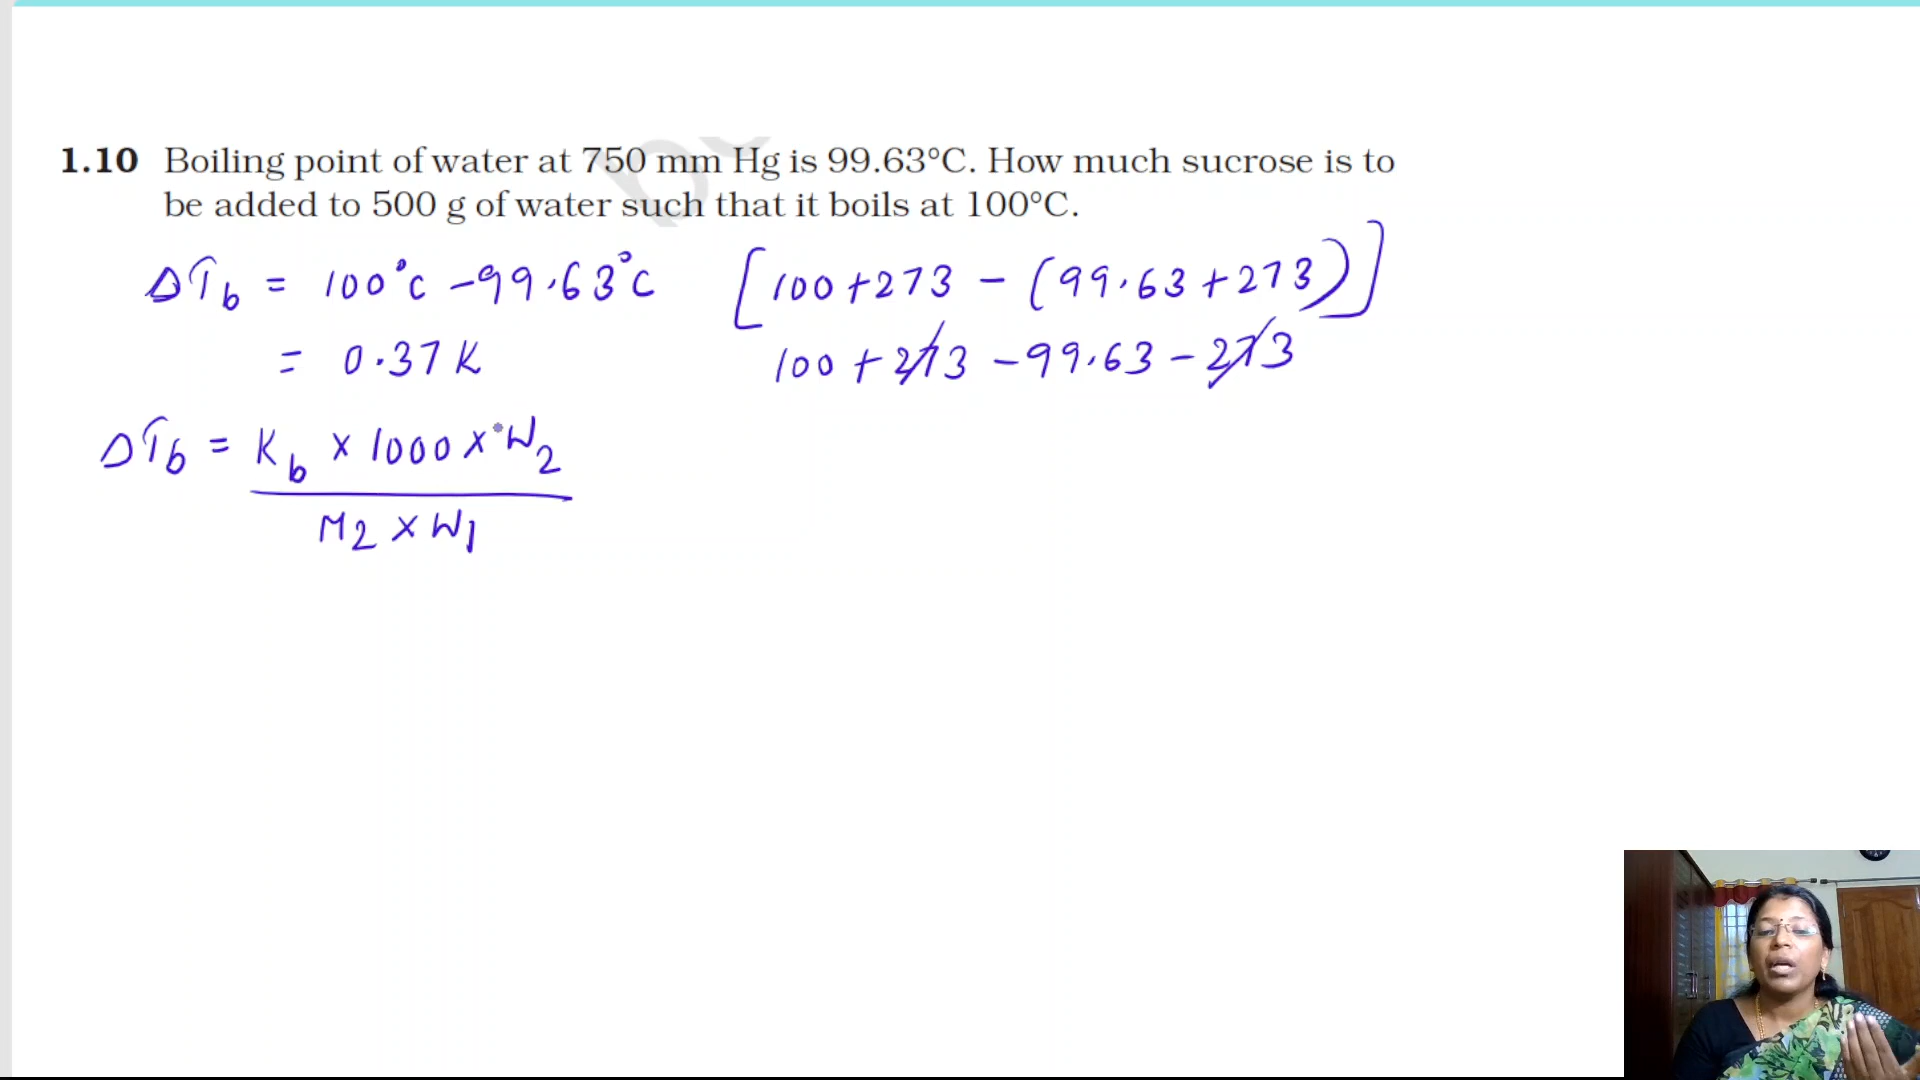 1.10 Boiling point of water at 750 mm Hg is 99.63°C. How much sucrose is to
be added to 500 g of water such that it boils at 100°C.
ΔTb = 100°C - 99.63°C [100+273 - (99.63+273)]
= 0.37 K 100 + 273 - 99.63 - 273
ΔTb = Kb × 1000 × W2
M2 × W1